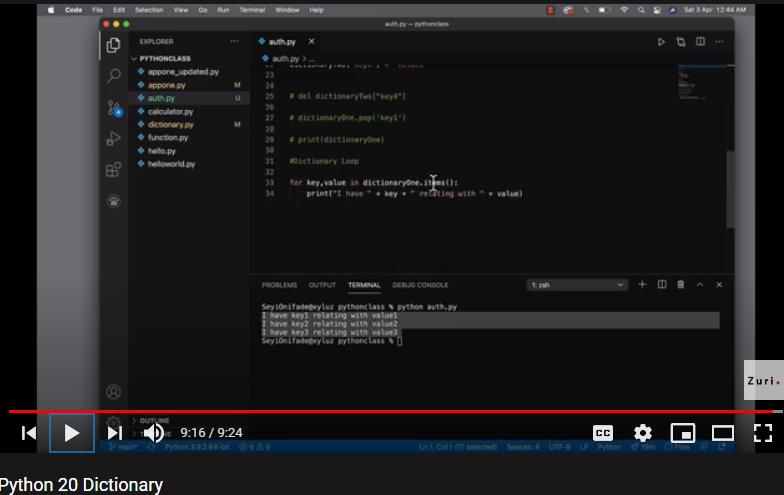 Code File Edit Selection View Go Run Terminal Window Help Sat 3 Apr 12:44 AM
auth.py — pythonclass
EXPLORER
PYTHONCLASS
appone_updated.py
appone.py M
auth.py U
calculator.py
dictionary.py M
function.py
hello.py
helloworld.py
OUTLINE
auth.py
auth.py > ...
23
24
25 # del dictionaryTwo["key4"]
26
27 # dictionaryOne.pop('key1')
28
29 # print(dictionaryOne)
30
31 #Dictionary Loop
32
33 for key,value in dictionaryOne.items():
34 print("I have " + key + " relating with " + value)
PROBLEMS OUTPUT TERMINAL DEBUG CONSOLE 1: zsh
SeyiOnifade@xyluz pythonclass % python auth.py
I have key1 relating with value1
I have key2 relating with value2
I have key3 relating with value3
SeyiOnifade@xyluz pythonclass %
Zuri.
main* Python 3.9.2 64-bit 0 0 Ln 1, Col 1 (17 selected) Spaces: 4 UTF-8 LF Python
9:16 / 9:24 CC
Python 20 Dictionary